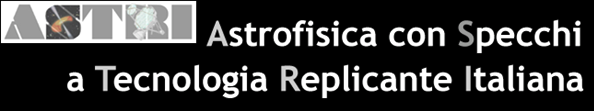 ASTRI
Astrofisica con Specchi
a Tecnologia Replicante Italiana